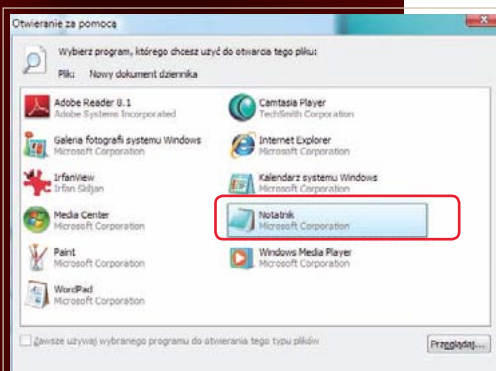 Otwieranie za pomocą
Wybierz program, którego chcesz użyć do otwarcia tego pliku:
Plik: Nowy dokument dziennika
Adobe Reader 8.1
Adobe Systems Incorporated
Camtasia Player
TechSmith Corporation
Galeria fotografii systemu Windows
Microsoft Corporation
Internet Explorer
Microsoft Corporation
IrfanView
Irfan Skiljan
Kalendarz systemu Windows
Microsoft Corporation
Media Center
Microsoft Corporation
Notatnik
Microsoft Corporation
Paint
Microsoft Corporation
Windows Media Player
Microsoft Corporation
WordPad
Microsoft Corporation
Zawsze używaj wybranego programu do otwierania tego typu plików
Przeglądaj...